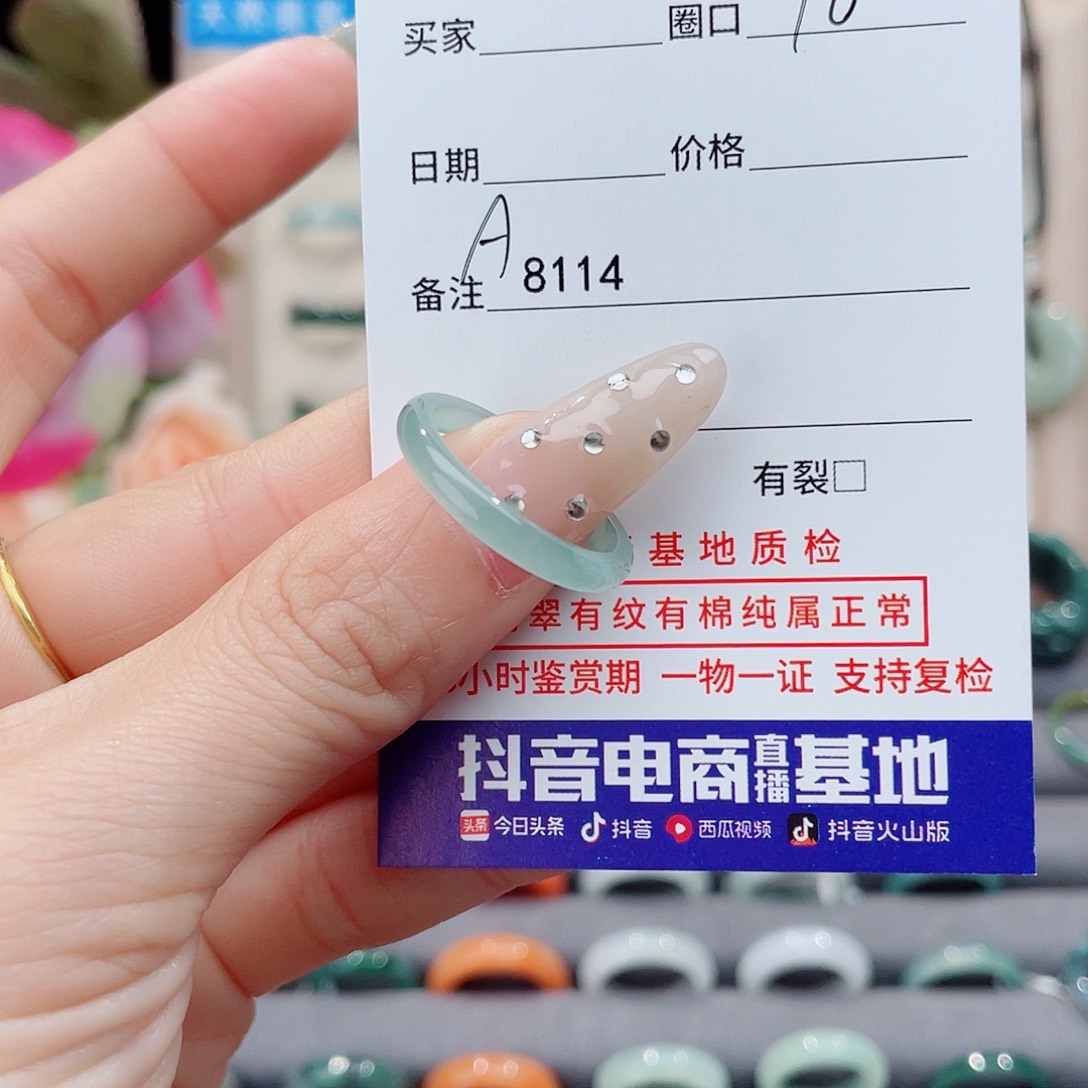 买家 圈口
日期 价格
A
备注 8114
有裂□
基地质检
翠有纹有棉纯属正常
小时鉴赏期 一物一证 支持复检
抖音电商直播基地
头条 今日头条 抖音 西瓜视频 抖音火山版